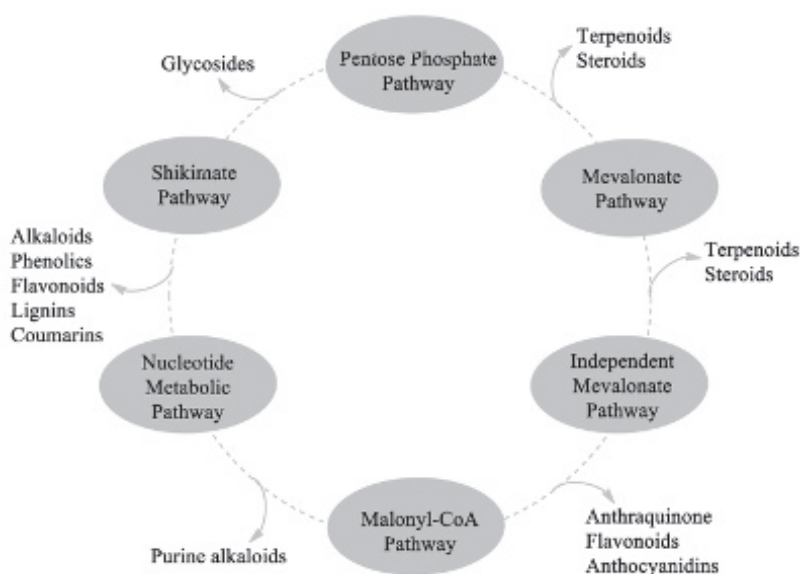 Glycosides
Pentose Phosphate
Pathway
Terpenoids
Steroids
Shikimate
Pathway
Mevalonate
Pathway
Alkaloids
Phenolics
Flavonoids
Lignins
Coumarins
Terpenoids
Steroids
Nucleotide
Metabolic
Pathway
Independent
Mevalonate
Pathway
Purine alkaloids
Malonyl-CoA
Pathway
Anthraquinone
Flavonoids
Anthocyanidins